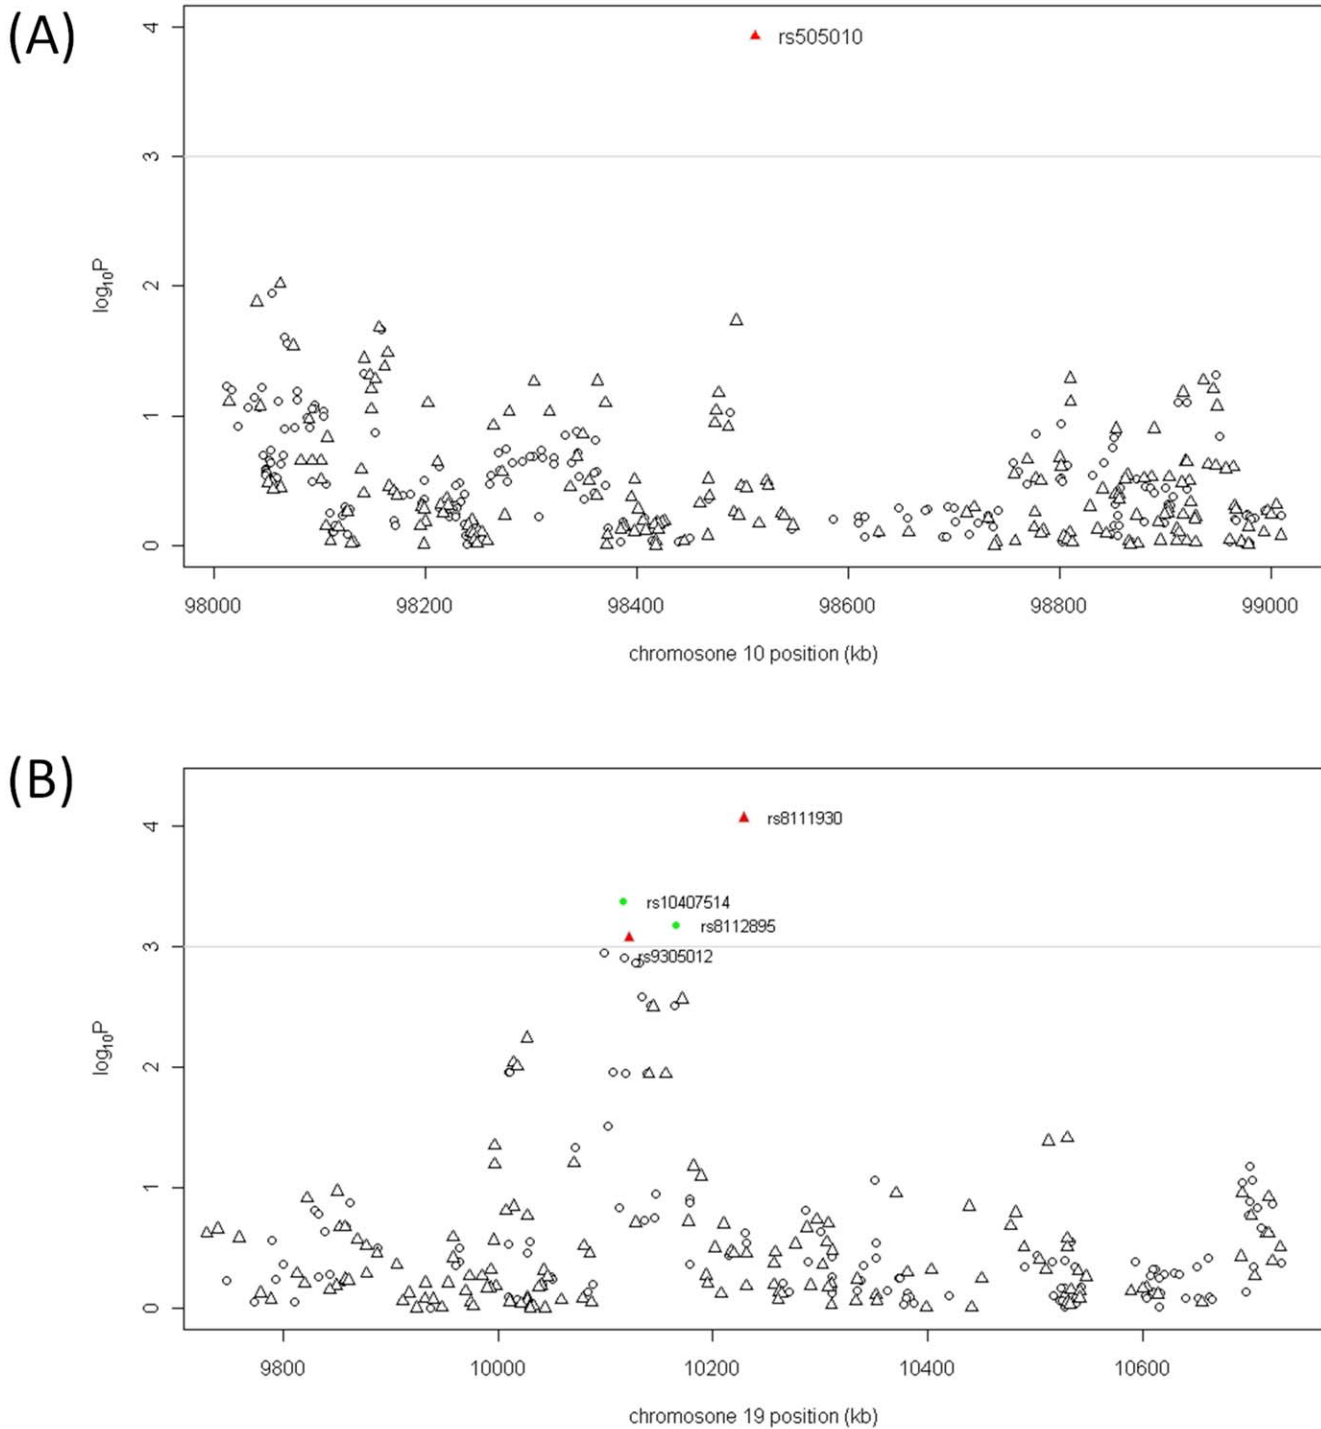 (A)
4
rs505010
3
2
log10P
1
0
98000 98200 98400 98600 98800 99000
chromosone 10 position (kb)
(B)
4
rs8111930
rs10407514
rs8112895
3
rs9305012
2
log10P
1
0
9800 10000 10200 10400 10600
chromosone 19 position (kb)